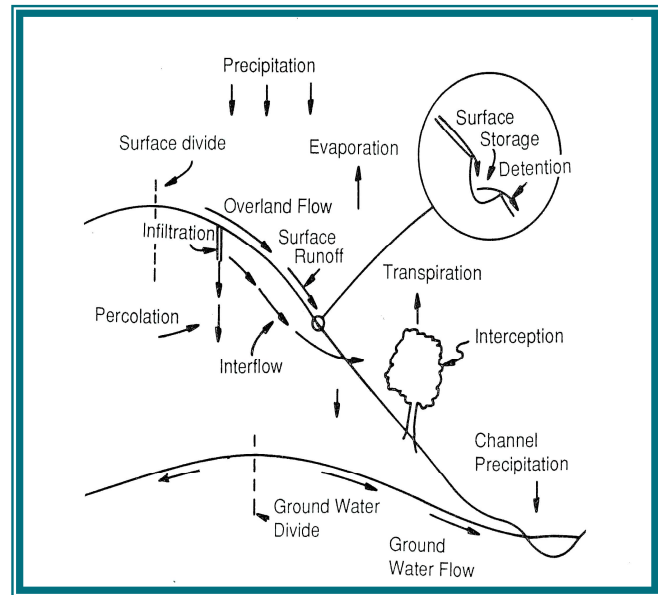 Precipitation
Surface divide
Evaporation
Surface
Storage
Detention
Overland Flow
Infiltration
Surface
Runoff
Transpiration
Percolation
Interflow
Interception
Channel
Precipitation
Ground Water
Divide
Ground
Water Flow